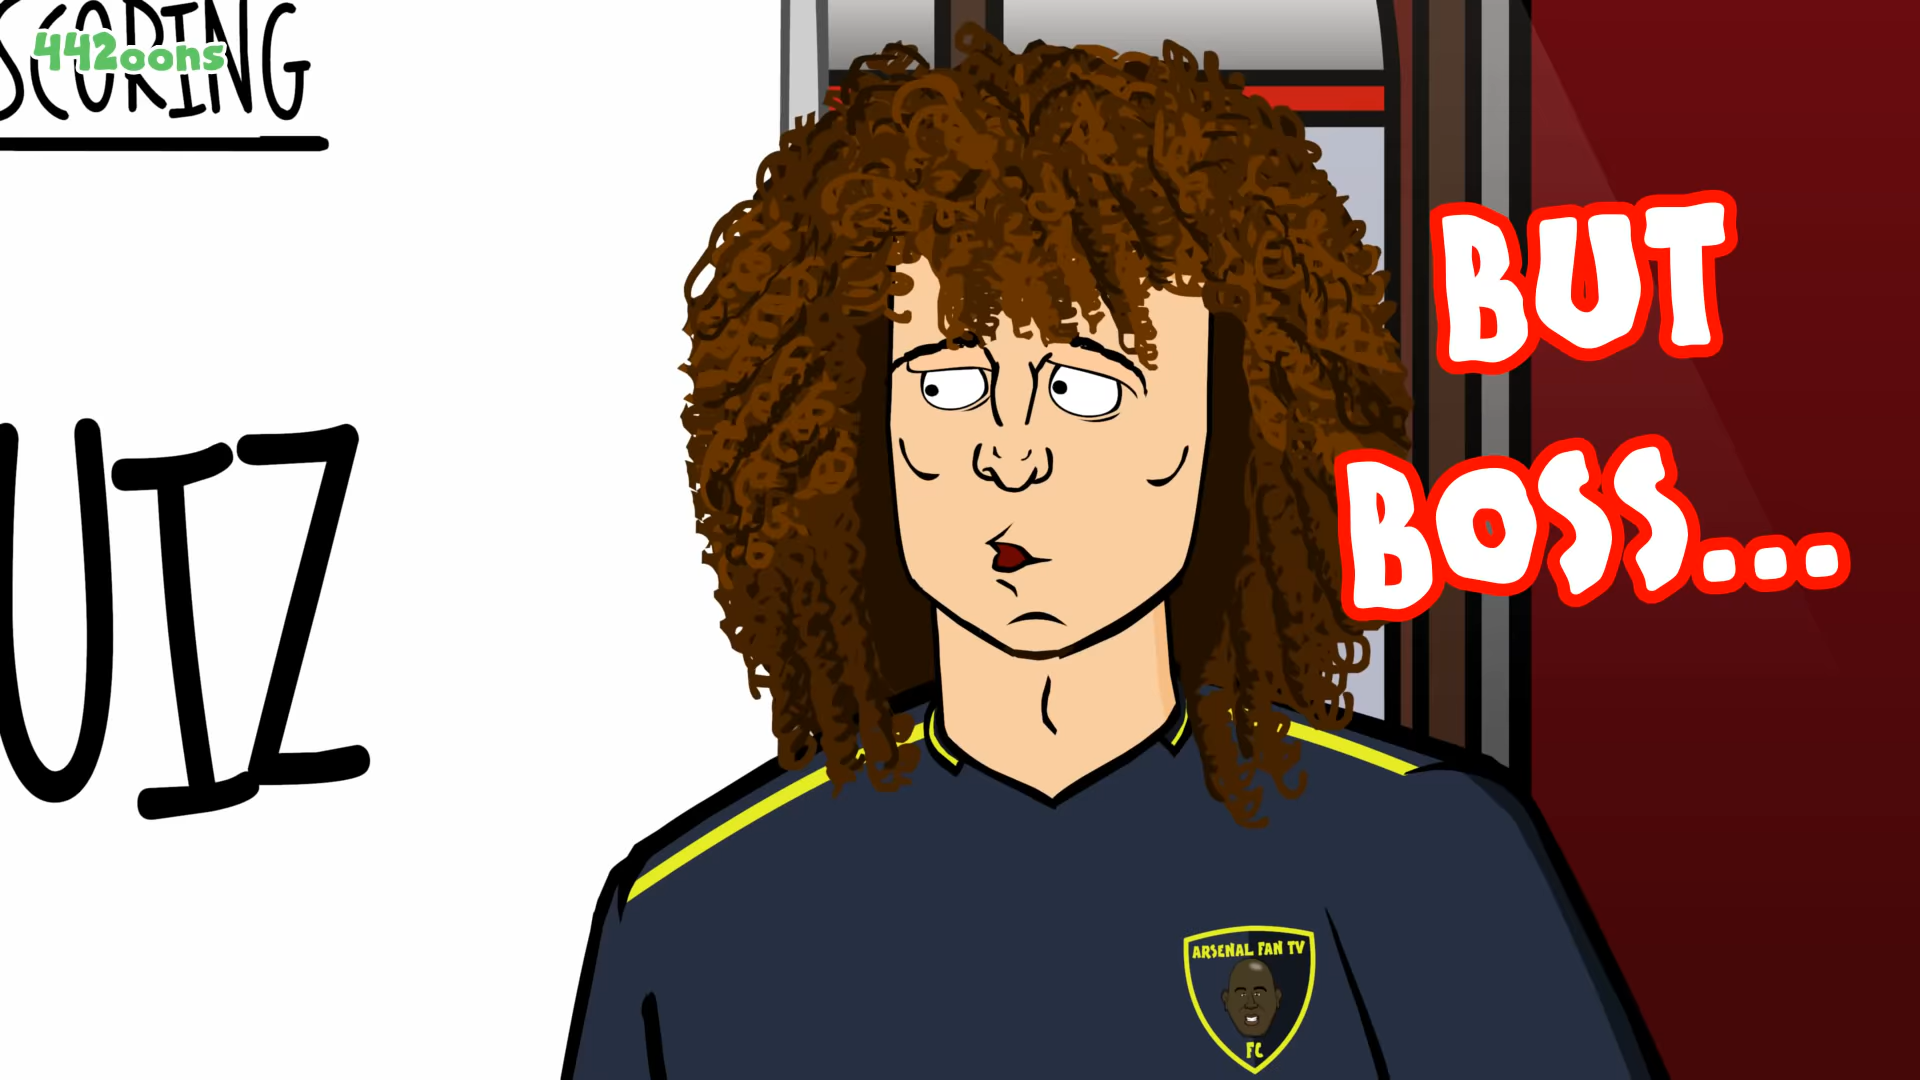 SCORING
442oons
UIZ
BUT
BOSS...
ARSENAL FAN TV
FC